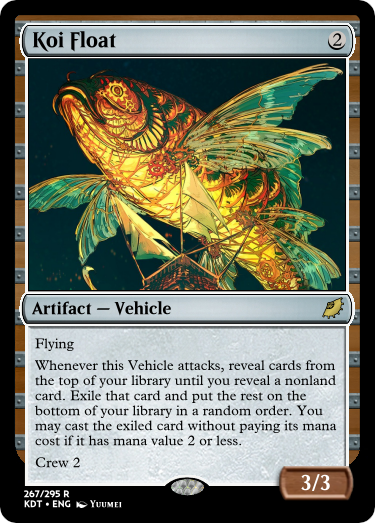 Koi Float
2
Artifact — Vehicle
Flying
Whenever this Vehicle attacks, reveal cards from
the top of your library until you reveal a nonland
card. Exile that card and put the rest on the
bottom of your library in a random order. You
may cast the exiled card without paying its mana
cost if it has mana value 2 or less.
Crew 2
3/3
267/295 R
KDT • ENG Yuumei